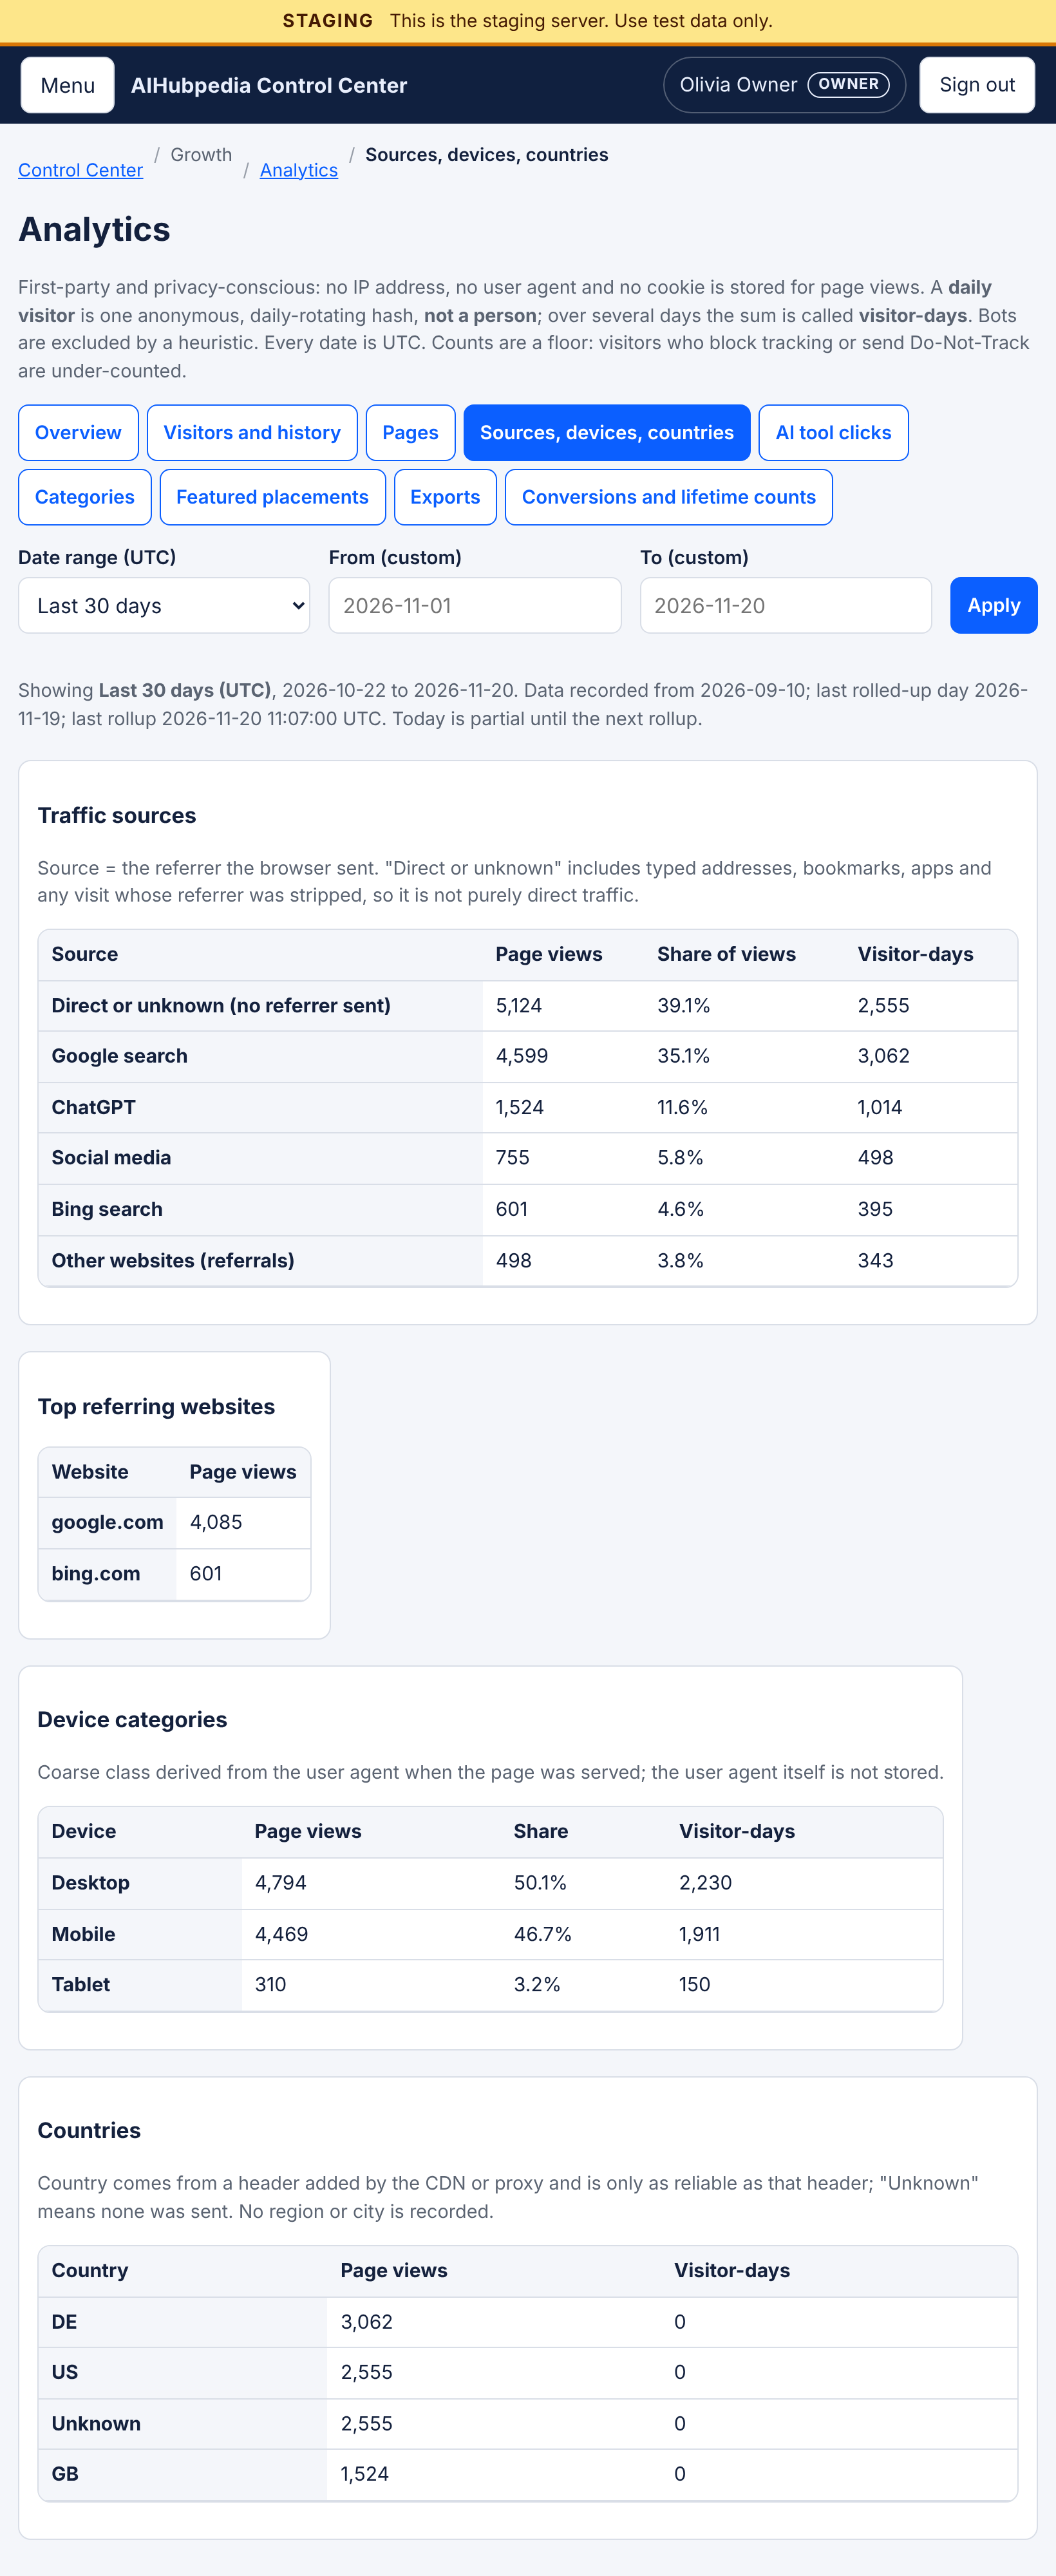 STAGING This is the staging server. Use test data only.
Menu AIHubpedia Control Center Olivia Owner OWNER Sign out
Control Center / Growth / Analytics / Sources, devices, countries
Analytics
First-party and privacy-conscious: no IP address, no user agent and no cookie is stored for page views. A daily
visitor is one anonymous, daily-rotating hash, not a person; over several days the sum is called visitor-days. Bots
are excluded by a heuristic. Every date is UTC. Counts are a floor: visitors who block tracking or send Do-Not-Track
are under-counted.
Overview Visitors and history Pages Sources, devices, countries AI tool clicks
Categories Featured placements Exports Conversions and lifetime counts
Date range (UTC) From (custom) To (custom)
Last 30 days 2026-11-01 2026-11-20 Apply
Showing Last 30 days (UTC), 2026-10-22 to 2026-11-20. Data recorded from 2026-09-10; last rolled-up day 2026-
11-19; last rollup 2026-11-20 11:07:00 UTC. Today is partial until the next rollup.
Traffic sources
Source = the referrer the browser sent. "Direct or unknown" includes typed addresses, bookmarks, apps and
any visit whose referrer was stripped, so it is not purely direct traffic.
Source Page views Share of views Visitor-days
Direct or unknown (no referrer sent) 5,124 39.1% 2,555
Google search 4,599 35.1% 3,062
ChatGPT 1,524 11.6% 1,014
Social media 755 5.8% 498
Bing search 601 4.6% 395
Other websites (referrals) 498 3.8% 343
Top referring websites
Website Page views
google.com 4,085
bing.com 601
Device categories
Coarse class derived from the user agent when the page was served; the user agent itself is not stored.
Device Page views Share Visitor-days
Desktop 4,794 50.1% 2,230
Mobile 4,469 46.7% 1,911
Tablet 310 3.2% 150
Countries
Country comes from a header added by the CDN or proxy and is only as reliable as that header; "Unknown"
means none was sent. No region or city is recorded.
Country Page views Visitor-days
DE 3,062 0
US 2,555 0
Unknown 2,555 0
GB 1,524 0